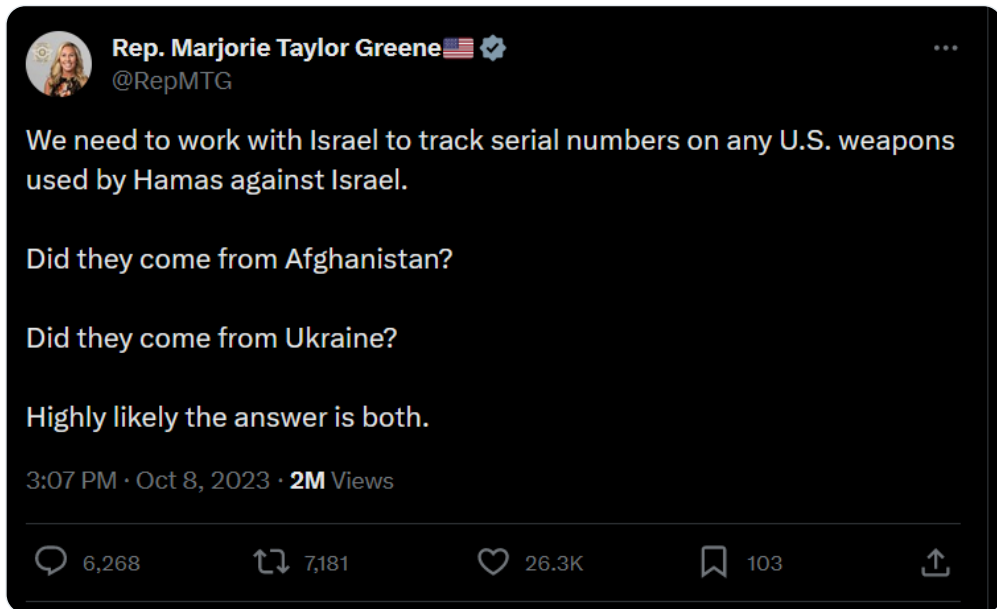 Rep. Marjorie Taylor Greene🇺🇸
@RepMTG
We need to work with Israel to track serial numbers on any U.S. weapons
used by Hamas against Israel.
Did they come from Afghanistan?
Did they come from Ukraine?
Highly likely the answer is both.
3:07 PM · Oct 8, 2023 · 2M Views
6,268 7,181 26.3K 103